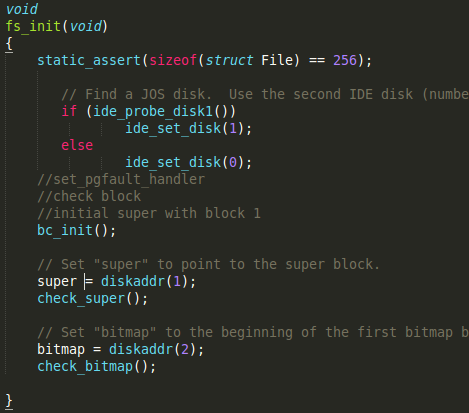 void
fs_init(void)
{
static_assert(sizeof(struct File) == 256);
// Find a JOS disk.  Use the second IDE disk (numbe
if (ide_probe_disk1())
ide_set_disk(1);
else
ide_set_disk(0);
//set_pgfault_handler
//check block
//initial super with block 1
bc_init();
// Set "super" to point to the super block.
super = diskaddr(1);
check_super();
// Set "bitmap" to the beginning of the first bitmap b
bitmap = diskaddr(2);
check_bitmap();
}